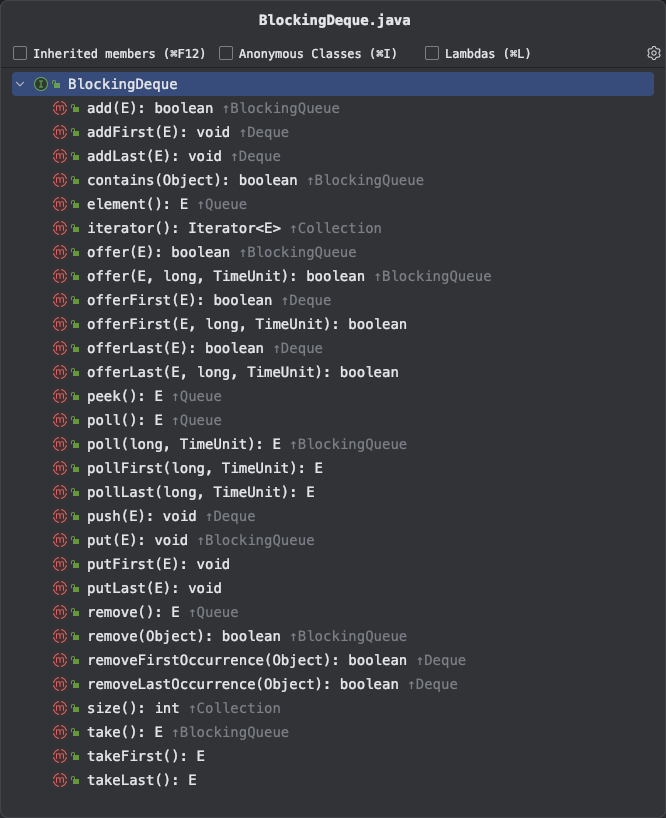 BlockingDeque.java
Inherited members (⌘F12) Anonymous Classes (⌘I) Lambdas (⌘L)
BlockingDeque
add(E): boolean ↑BlockingQueue
addFirst(E): void ↑Deque
addLast(E): void ↑Deque
contains(Object): boolean ↑BlockingQueue
element(): E ↑Queue
iterator(): Iterator<E> ↑Collection
offer(E): boolean ↑BlockingQueue
offer(E, long, TimeUnit): boolean ↑BlockingQueue
offerFirst(E): boolean ↑Deque
offerFirst(E, long, TimeUnit): boolean
offerLast(E): boolean ↑Deque
offerLast(E, long, TimeUnit): boolean
peek(): E ↑Queue
poll(): E ↑Queue
poll(long, TimeUnit): E ↑BlockingQueue
pollFirst(long, TimeUnit): E
pollLast(long, TimeUnit): E
push(E): void ↑Deque
put(E): void ↑BlockingQueue
putFirst(E): void
putLast(E): void
remove(): E ↑Queue
remove(Object): boolean ↑BlockingQueue
removeFirstOccurrence(Object): boolean ↑Deque
removeLastOccurrence(Object): boolean ↑Deque
size(): int ↑Collection
take(): E ↑BlockingQueue
takeFirst(): E
takeLast(): E